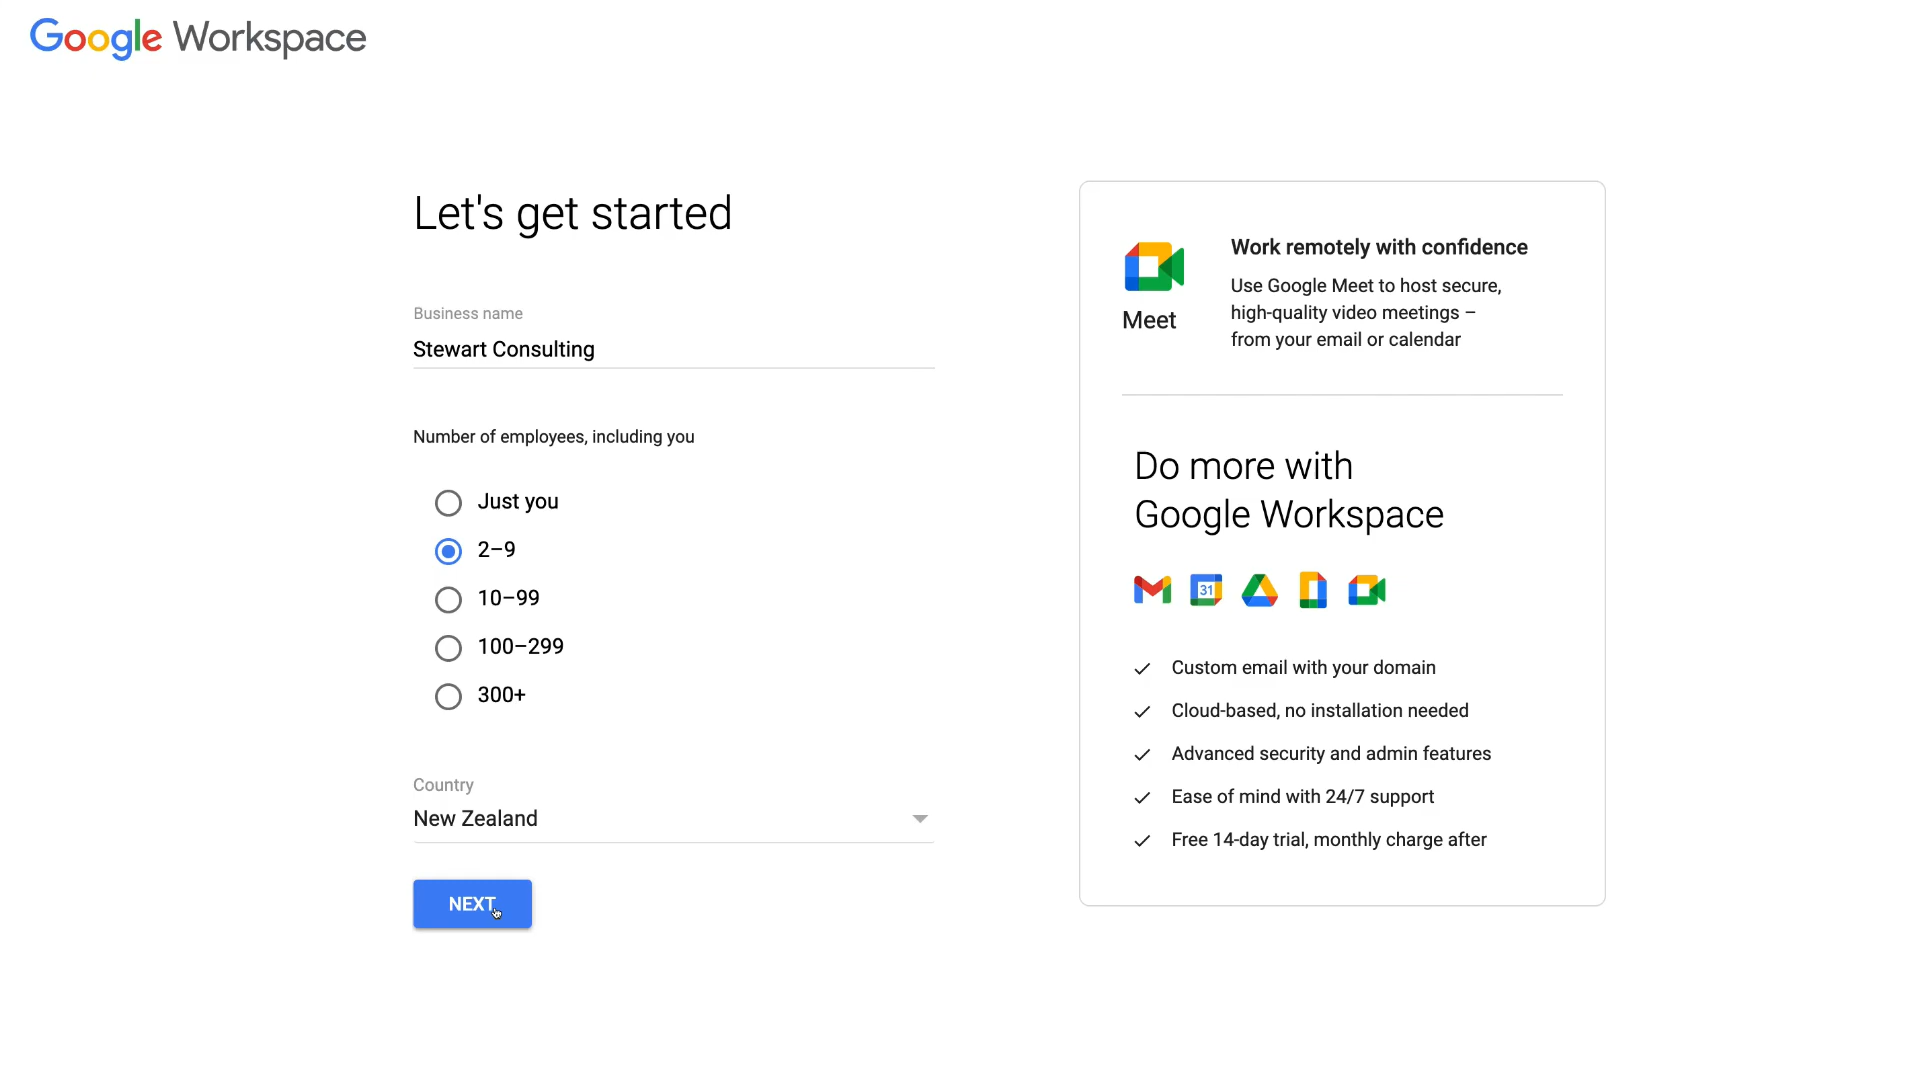 Google Workspace
Let's get started
Business name
Stewart Consulting
Number of employees, including you
Just you
2–9
10–99
100–299
300+
Country
New Zealand
NEXT
Meet
Work remotely with confidence
Use Google Meet to host secure,
high-quality video meetings –
from your email or calendar
Do more with
Google Workspace
31
Custom email with your domain
Cloud-based, no installation needed
Advanced security and admin features
Ease of mind with 24/7 support
Free 14-day trial, monthly charge after